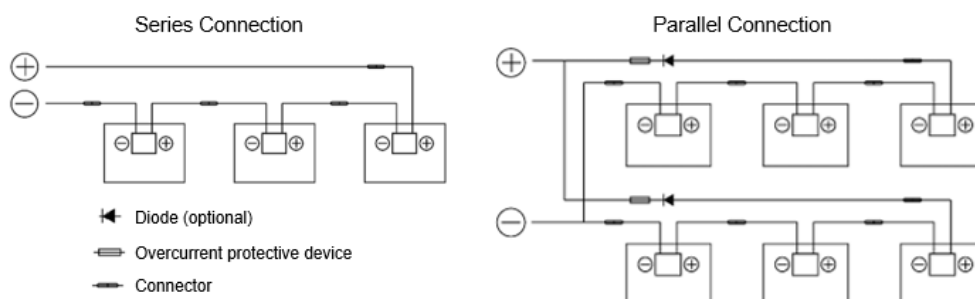 Series Connection
Parallel Connection
Diode (optional)
Overcurrent protective device
Connector